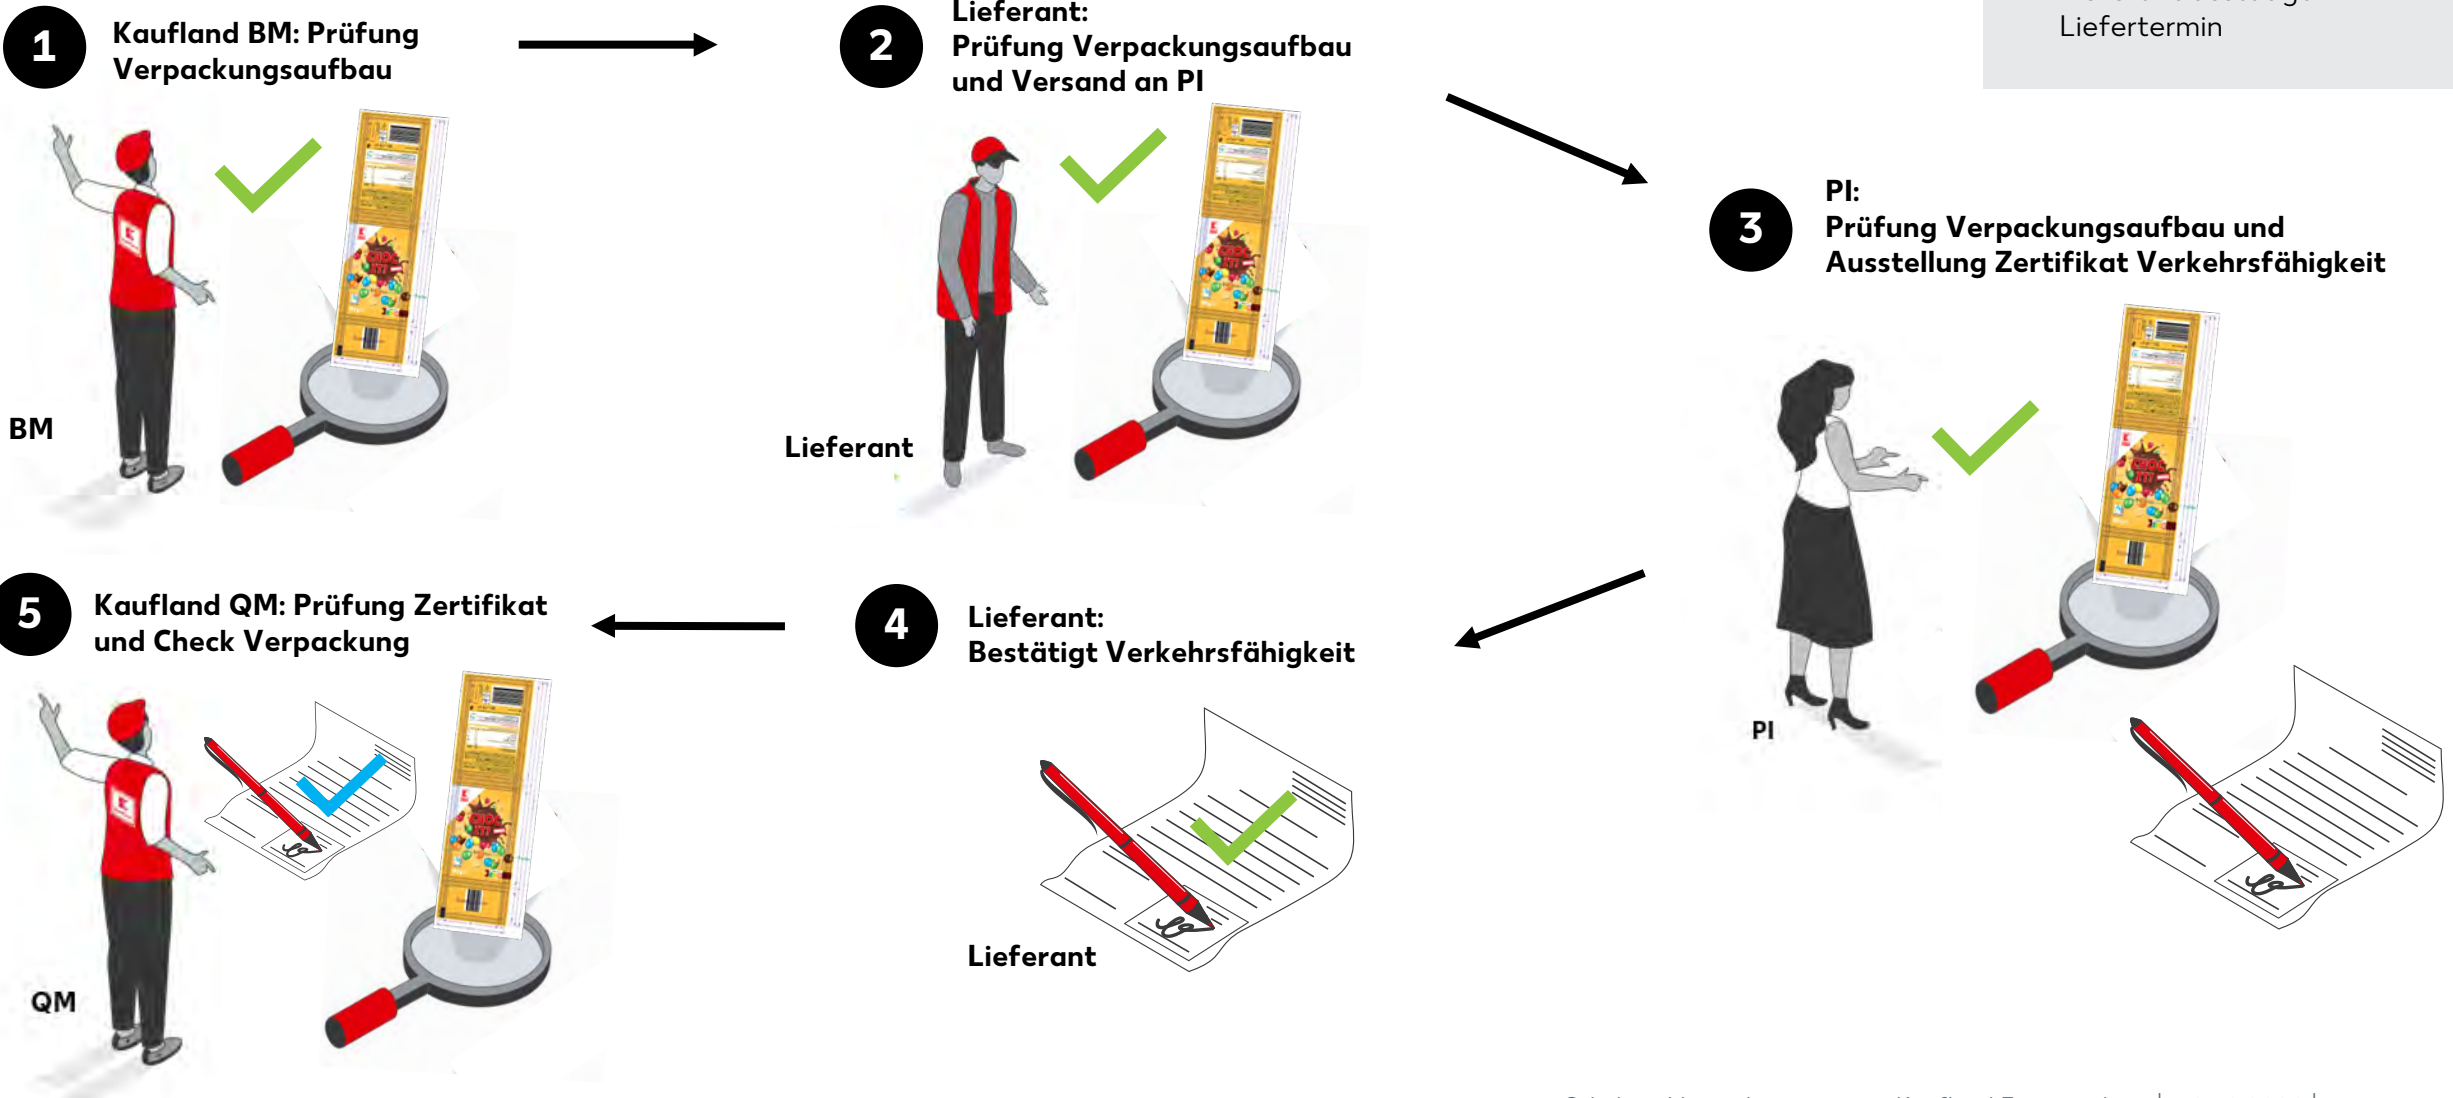 1
Kaufland BM: Prüfung
Verpackungsaufbau
2
Lieferant:
Prüfung Verpackungsaufbau
und Versand an PI
Liefertermin
3
PI:
Prüfung Verpackungsaufbau und
Ausstellung Zertifikat Verkehrsfähigkeit
BM
Lieferant
PI
5
Kaufland QM: Prüfung Zertifikat
und Check Verpackung
4
Lieferant:
Bestätigt Verkehrsfähigkeit
QM
Lieferant